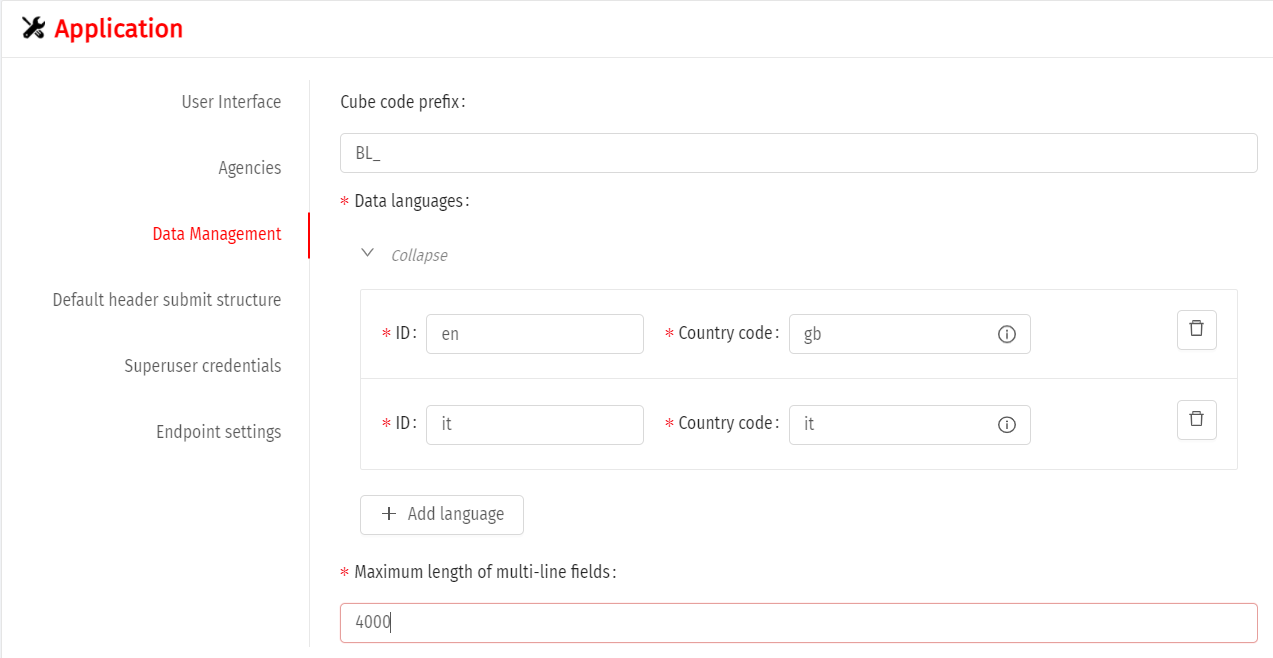 Application
User Interface
Agencies
Data Management
Default header submit structure
Superuser credentials
Endpoint settings
Cube code prefix:
BL_
* Data languages:
Collapse
* ID: en * Country code: gb
* ID: it * Country code: it
+ Add language
* Maximum length of multi-line fields:
4000